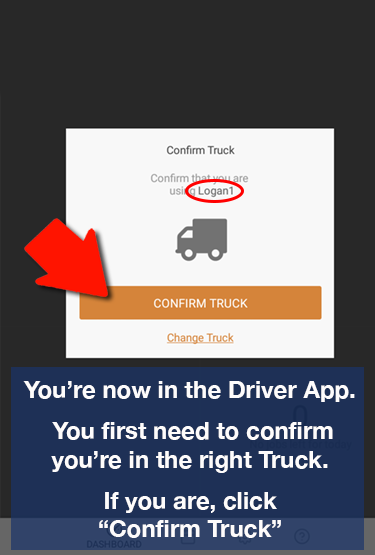 Confirm Truck
Confirm that you are
using Logan1
CONFIRM TRUCK
Change Truck
You're now in the Driver App.
You first need to confirm
you're in the right Truck.
If you are, click
“Confirm Truck”
DASHBOARD